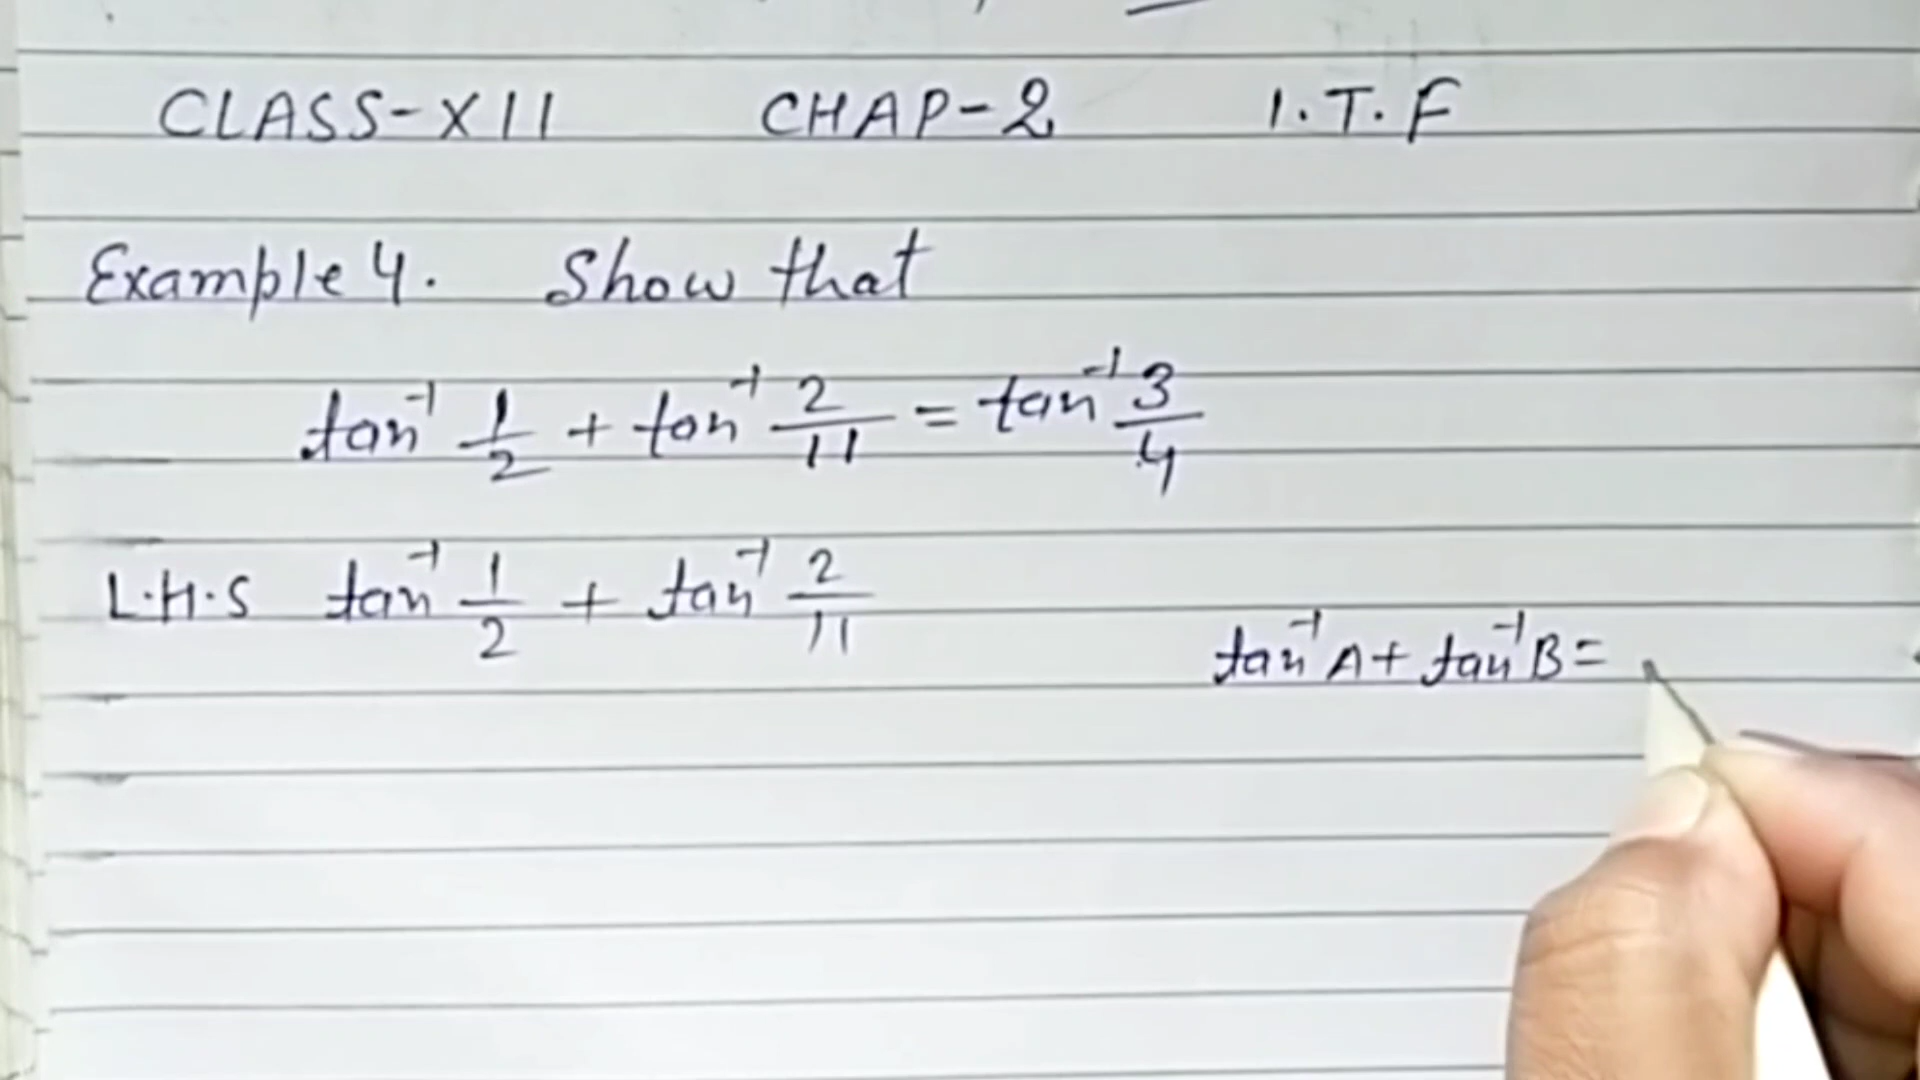 CLASS-XII CHAP-2 I.T.F
Example 4. Show that
tan⁻¹ 1/2 + tan⁻¹ 2/11 = tan⁻¹ 3/4
L.H.S tan⁻¹ 1/2 + tan⁻¹ 2/11
tan⁻¹A + tan⁻¹B =